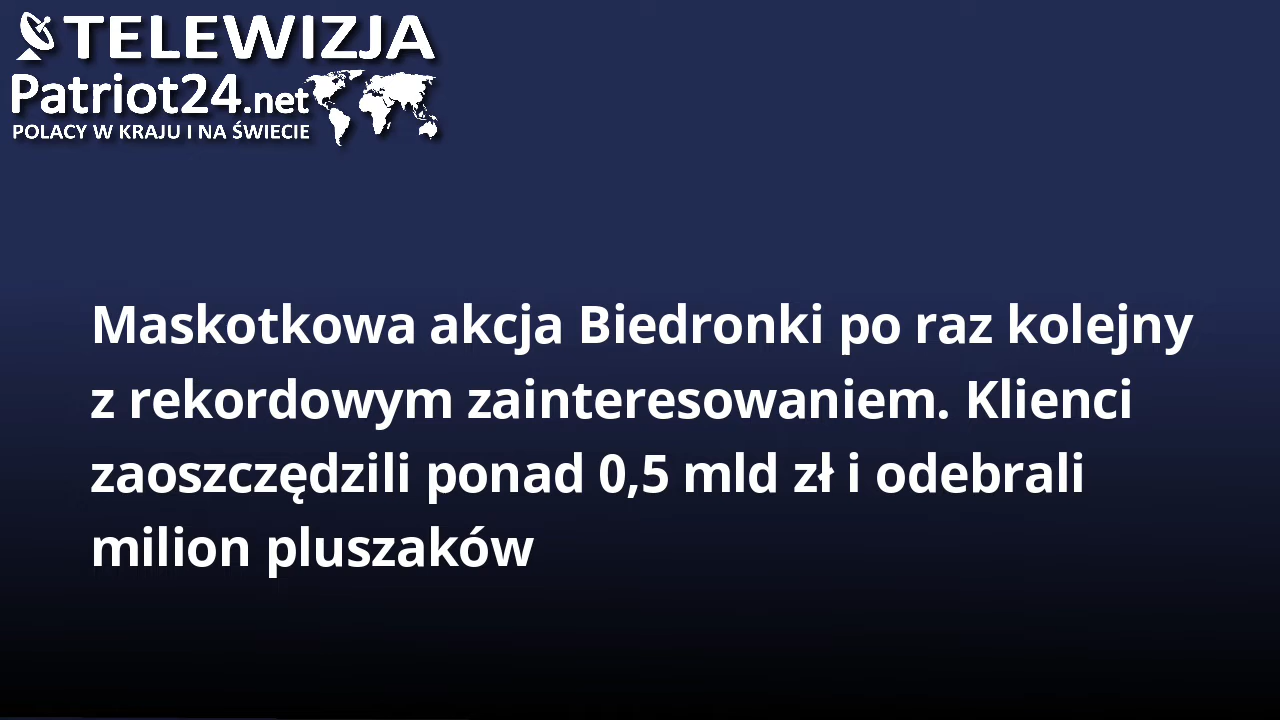 TELEWIZJA
Patriot24.net
POLACY W KRAJU I NA ŚWIECIE
Maskotkowa akcja Biedronki po raz kolejny
z rekordowym zainteresowaniem. Klienci
zaoszczędzili ponad 0,5 mld zł i odebrali
milion pluszaków